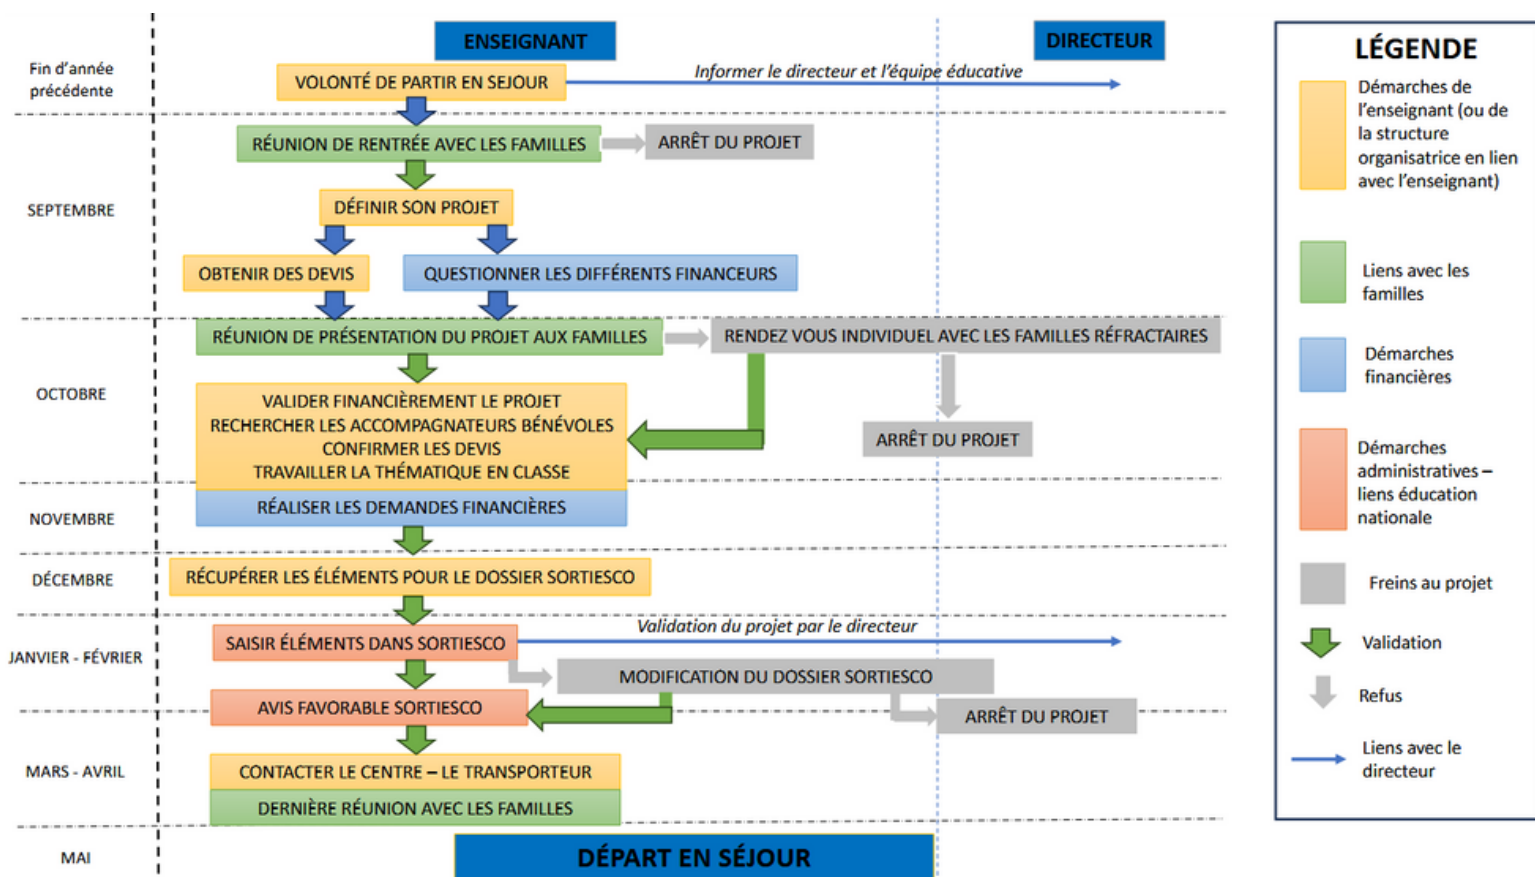 ENSEIGNANT
DIRECTEUR
Fin d'année
précédente
VOLONTÉ DE PARTIR EN SEJOUR
Informer le directeur et l'équipe éducative
SEPTEMBRE
RÉUNION DE RENTRÉE AVEC LES FAMILLES
ARRÊT DU PROJET
DÉFINIR SON PROJET
OBTENIR DES DEVIS
QUESTIONNER LES DIFFÉRENTS FINANCEURS
OCTOBRE
RÉUNION DE PRÉSENTATION DU PROJET AUX FAMILLES
RENDEZ VOUS INDIVIDUEL AVEC LES FAMILLES RÉFRACTAIRES
VALIDER FINANCIÈREMENT LE PROJET
RECHERCHER LES ACCOMPAGNATEURS BÉNÉVOLES
CONFIRMER LES DEVIS
TRAVAILLER LA THÉMATIQUE EN CLASSE
ARRÊT DU PROJET
NOVEMBRE
RÉALISER LES DEMANDES FINANCIÈRES
DÉCEMBRE
RÉCUPÉRER LES ÉLÉMENTS POUR LE DOSSIER SORTIESCO
JANVIER - FÉVRIER
SAISIR ÉLÉMENTS DANS SORTIESCO
Validation du projet par le directeur
MODIFICATION DU DOSSIER SORTIESCO
AVIS FAVORABLE SORTIESCO
ARRÊT DU PROJET
MARS - AVRIL
CONTACTER LE CENTRE – LE TRANSPORTEUR
DERNIÈRE RÉUNION AVEC LES FAMILLES
MAI
DÉPART EN SÉJOUR
LÉGENDE
Démarches de
l'enseignant (ou de
la structure
organisatrice en lien
avec l'enseignant)
Liens avec les
familles
Démarches
financières
Démarches
administratives –
liens éducation
nationale
Freins au projet
Validation
Refus
Liens avec le
directeur